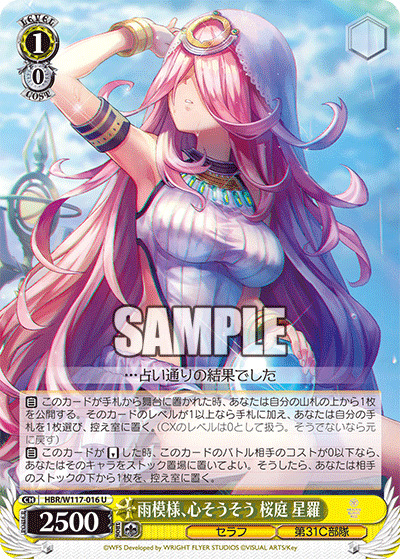 LEVEL
1
0
COST
SAMPLE
…占い通りの結果でした
自 このカードが手札から舞台に置かれた時、あなたは自分の山札の上から1枚
を公開する。そのカードのレベルが1以上なら手札に加え、あなたは自分の手
札を1枚選び、控え室に置く。(CXのレベルは0として扱う。そうでないなら元
に戻す)
自 このカードが した時、このカードのバトル相手のコストが0以下なら、
あなたはそのキャラをストック置場に置いてよい。そうしたら、あなたは相手
のストックの下から1枚を、控え室に置く。
CH HBR/W117-016 U
雨模様、心そうそう 桜庭 星羅
2500
セラフ
第31C部隊
©WFS Developed by WRIGHT FLYER STUDIOS ©VISUAL ARTS/Key